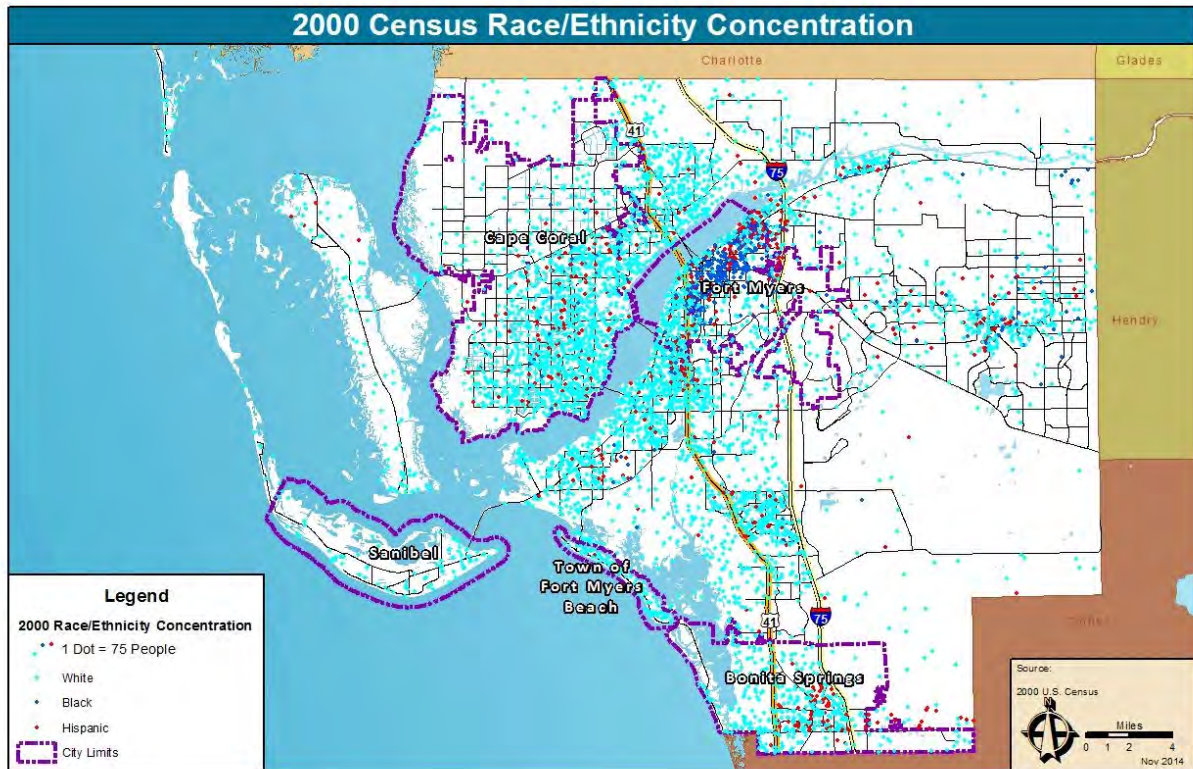 2000 Census Race/Ethnicity Concentration
Charlotte
Glades
41
75
Cape Coral
Fort Myers
Hendry
Sanibel
Town of
Fort Myers
Beach
41
75
Bonita Springs
Legend
2000 Race/Ethnicity Concentration
1 Dot = 75 People
White
Black
Hispanic
City Limits
Source:
2000 U.S. Census
N
Miles
0 1 2 4
Nov 2014